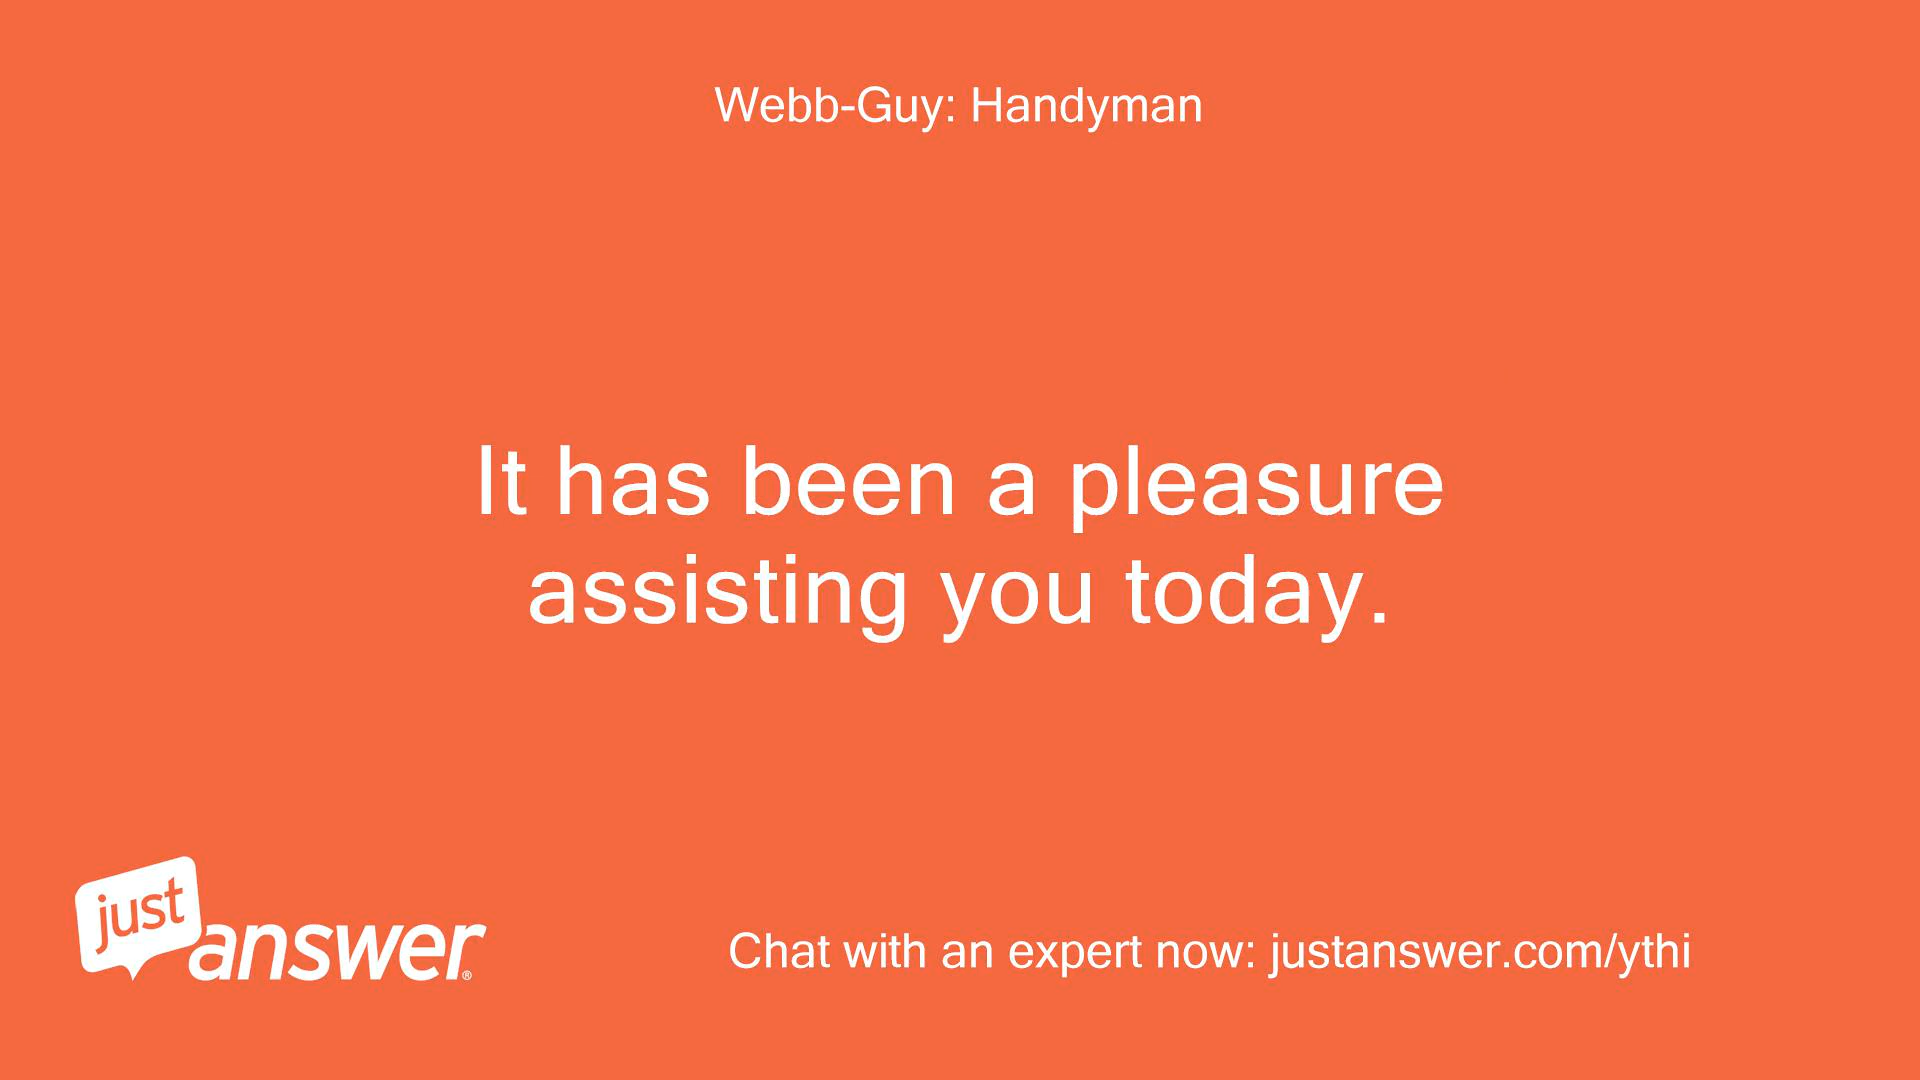 Webb-Guy: Handyman
It has been a pleasure
assisting you today.
just
answer®
Chat with an expert now: justanswer.com/ythi